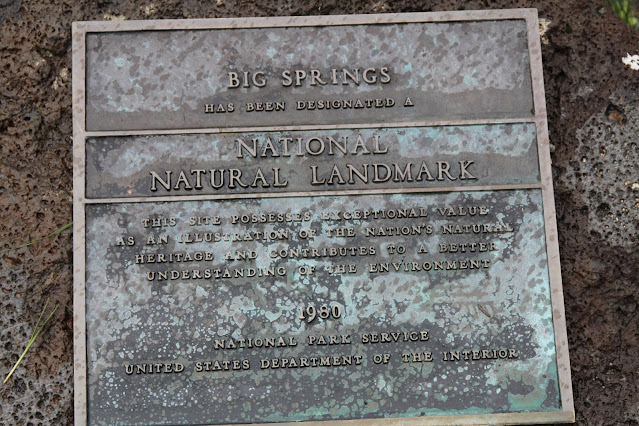 BIG SPRINGS
HAS BEEN DESIGNATED A
NATIONAL
NATURAL LANDMARK
THIS SITE POSSESSES EXCEPTIONAL VALUE
AS AN ILLUSTRATION OF THE NATION'S NATURAL
HERITAGE AND CONTRIBUTES TO A BETTER
UNDERSTANDING OF THE ENVIRONMENT
1980
NATIONAL PARK SERVICE
UNITED STATES DEPARTMENT OF THE INTERIOR